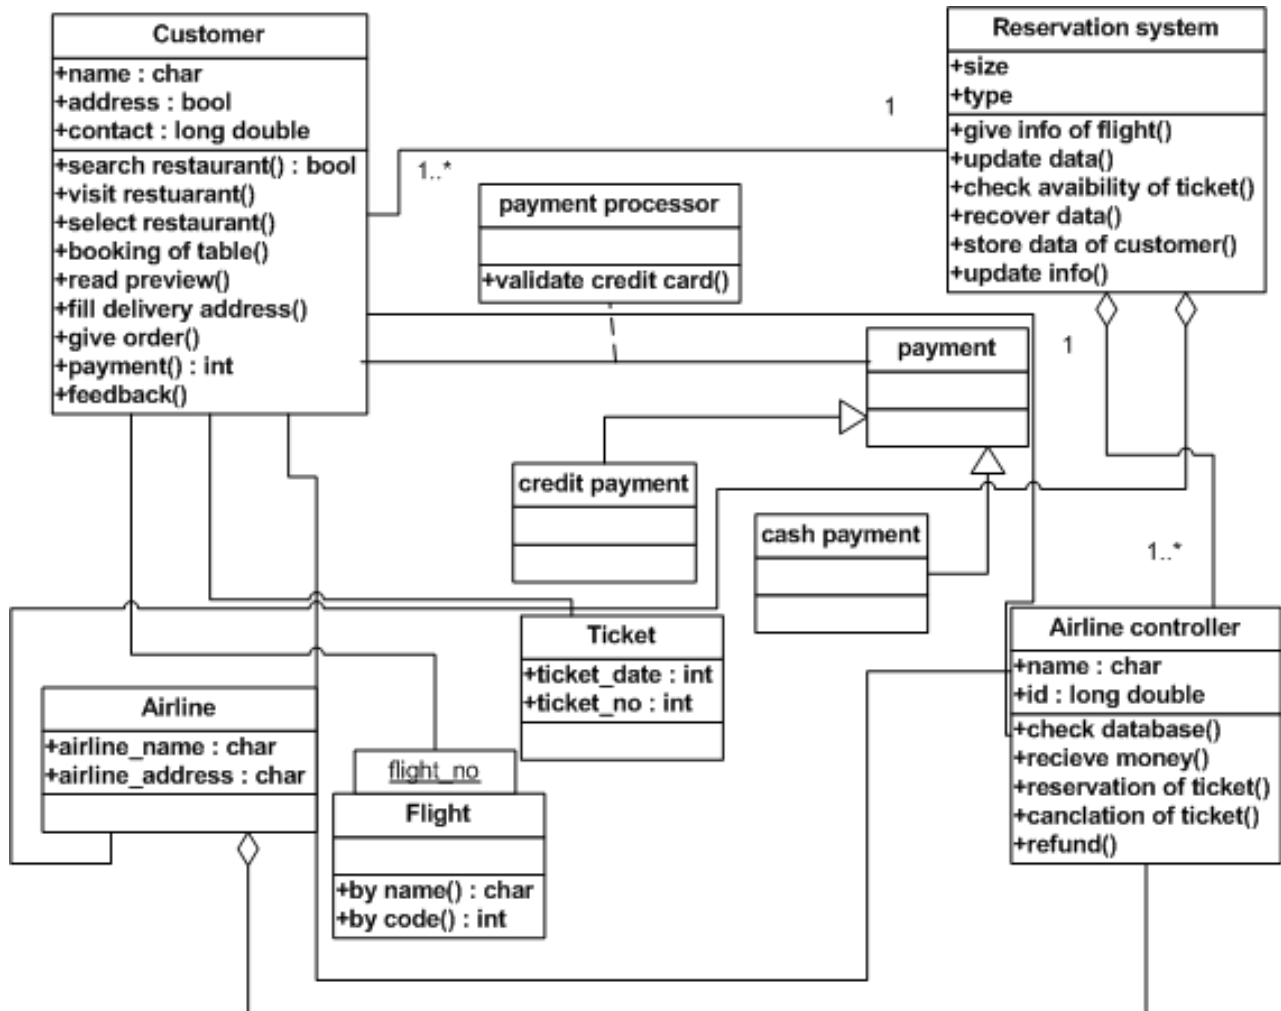 Customer
+name : char
+address : bool
+contact : long double
+search restaurant() : bool
+visit restuarant()
+select restaurant()
+booking of table()
+read preview()
+fill delivery address()
+give order()
+payment() : int
+feedback()
1
1..*
Reservation system
+size
+type
+give info of flight()
+update data()
+check avaibility of ticket()
+recover data()
+store data of customer()
+update info()
payment processor
+validate credit card()
payment
1
credit payment
cash payment
1..*
Ticket
+ticket_date : int
+ticket_no : int
Airline controller
+name : char
+id : long double
+check database()
+recieve money()
+reservation of ticket()
+canclation of ticket()
+refund()
Airline
+airline_name : char
+airline_address : char
flight_no
Flight
+by name() : char
+by code() : int